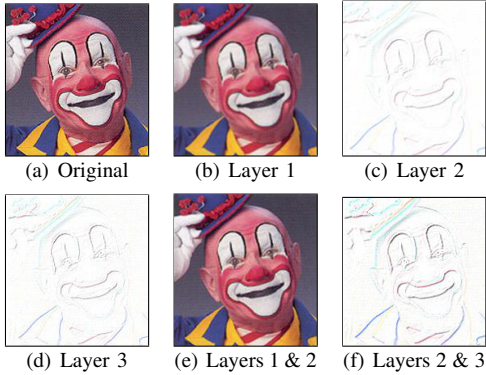 (a) Original
(b) Layer 1
(c) Layer 2
(d) Layer 3
(e) Layers 1 & 2
(f) Layers 2 & 3